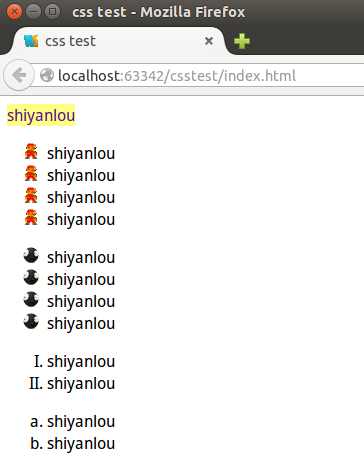 css test - Mozilla Firefox
css test
localhost:63342/csstest/index.html
shiyanlou
shiyanlou
shiyanlou
shiyanlou
shiyanlou
shiyanlou
shiyanlou
shiyanlou
shiyanlou
I. shiyanlou
II. shiyanlou
a. shiyanlou
b. shiyanlou